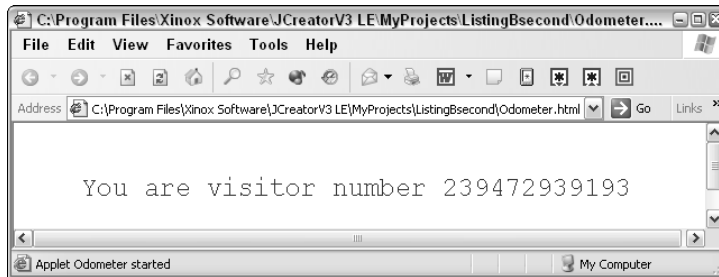 C:\Program Files\Xinox Software\JCreatorV3 LE\MyProjects\ListingBsecond\Odometer....
File Edit View Favorites Tools Help
Address C:\Program Files\Xinox Software\JCreatorV3 LE\MyProjects\ListingBsecond\Odometer.html Go Links »
You are visitor number 239472939193
Applet Odometer started My Computer